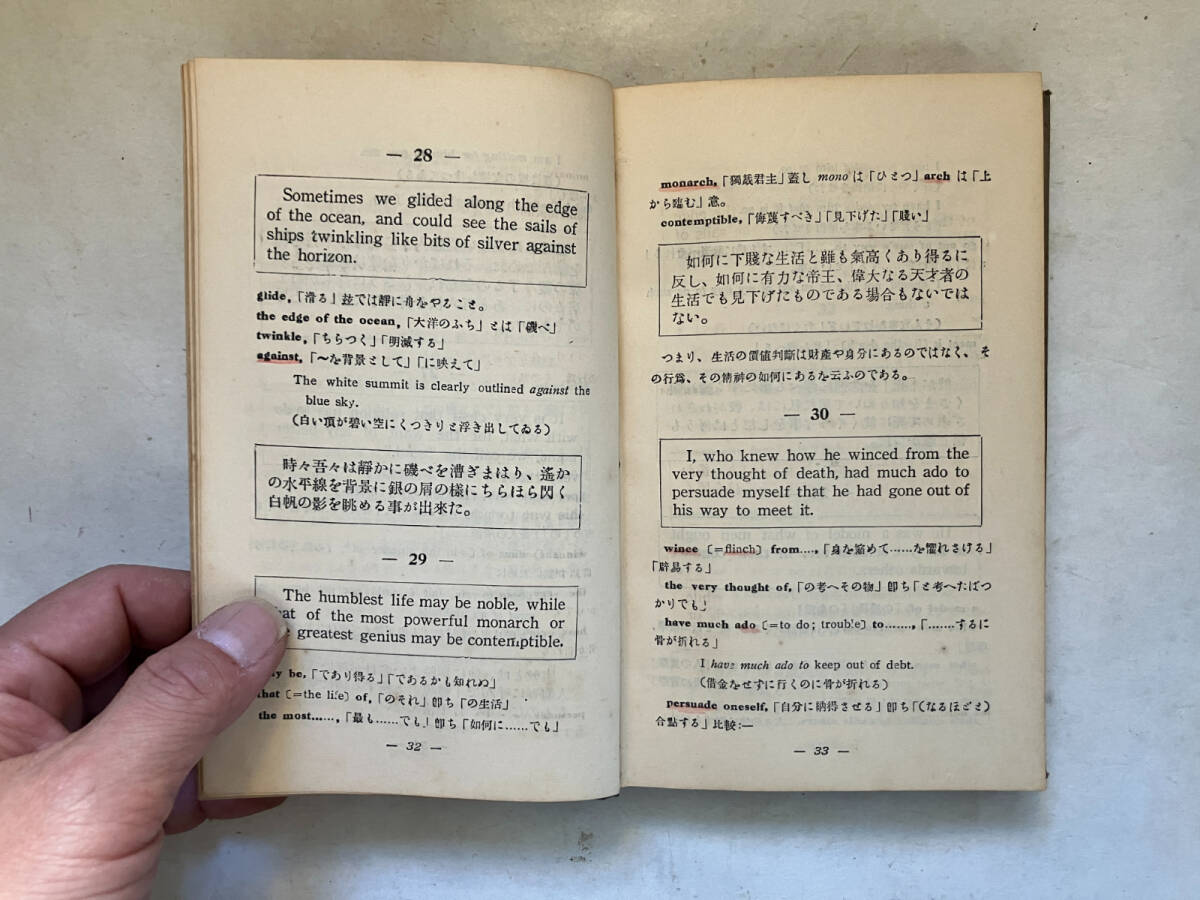 — 28 —
Sometimes we glided along the edge
of the ocean, and could see the sails of
ships twinkling like bits of silver against
the horizon.
glide,「滑る」玆では靜に舟をやること。
the edge of the ocean,「大洋のふち」とは「磯べ」
twinkle,「ちらつく」「明滅する」
against,「〜を背景として」「に映えて」
The white summit is clearly outlined against the
blue sky.
(白い頂が碧い空にくつきりと浮き出してゐる)
時々吾々は靜かに磯べを漕ぎまはり、遙か
の水平線を背景に銀の屑の樣にちらほら閃く
白帆の影を眺める事が出來た。
— 29 —
The humblest life may be noble, while
of the most powerful monarch or
greatest genius may be contemptible.
be,「であり得る」「であるかも知れぬ」
that〔=the life〕of,「のそれ」卽ち「の生活」
the most……,「最も……でも」卽ち「如何に……でも」
— 32 —
monarch,「獨裁君主」蓋し mono は「ひとつ」arch は「上
から臨む」意。
contemptible,「侮蔑すべき」「見下げた」「賤い」
如何に下賤な生活と雖も氣高くあり得るに
反し、如何に有力な帝王、偉大なる天才者の
生活でも見下げたものである場合もないでは
ない。
つまり、生活の價値判斷は財產や身分にあるのではなく、そ
の行爲、その精神の如何にあるを云ふのである。
— 30 —
I, who knew how he winced from the
very thought of death, had much ado to
persuade myself that he had gone out of
his way to meet it.
wince〔=flinch〕from….,「身を縮めて……を懼れさける」
「辟易する」
the very thought of,「の考へその物」卽ち「と考へたばつ
かりでも」
have much ado〔=to do; trouble〕to…….,「…….するに
骨が折れる」
I have much ado to keep out of debt.
(借金をせずに行くのに骨が折れる)
persuade oneself,「自分に納得させる」卽ち「(なるほどと)
合點する」比較:—
— 33 —